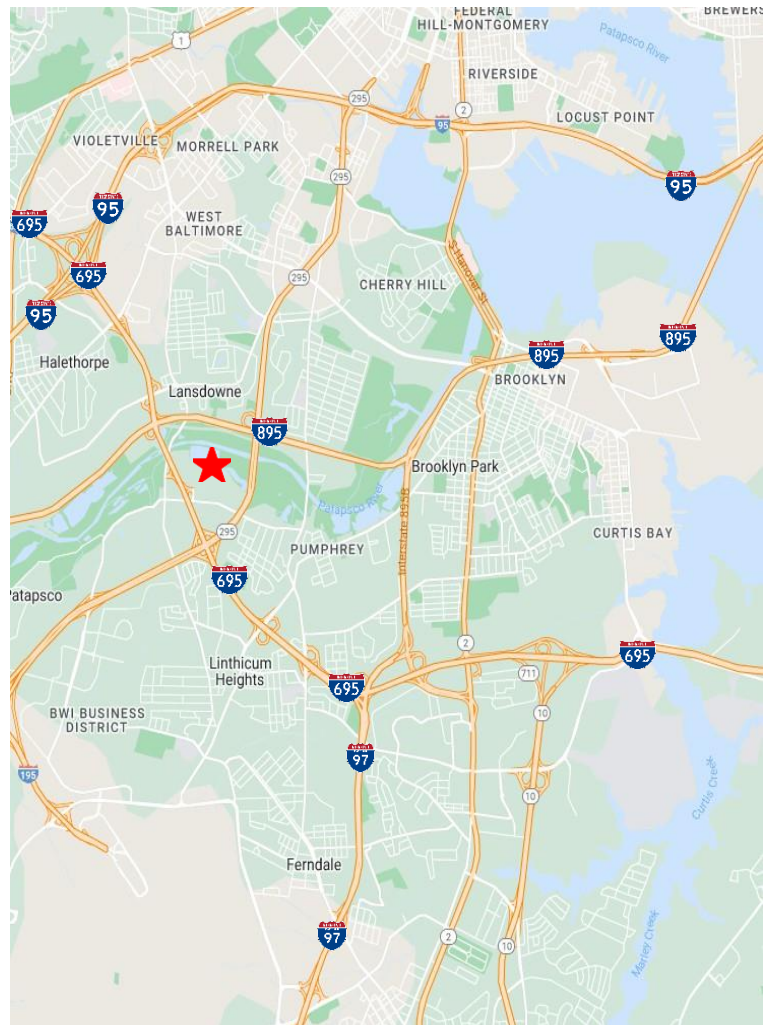 FEDERAL
HILL-MONTGOMERY
BREWERS
1
Patapsco River
RIVERSIDE
295
2
LOCUST POINT
95
VIOLETVILLE
MORRELL PARK
295
95
95
695
WEST
BALTIMORE
S Hanover St
695
295
CHERRY HILL
95
895
895
Halethorpe
BROOKLYN
Lansdowne
895
Brooklyn Park
Patapsco River
Interstate 895B
295
CURTIS BAY
PUMPHREY
695
Patapsco
2
695
Linthicum
Heights
711
695
BWI BUSINESS
DISTRICT
10
97
195
Curtis Creek
10
Ferndale
97
2
10
Marley Creek